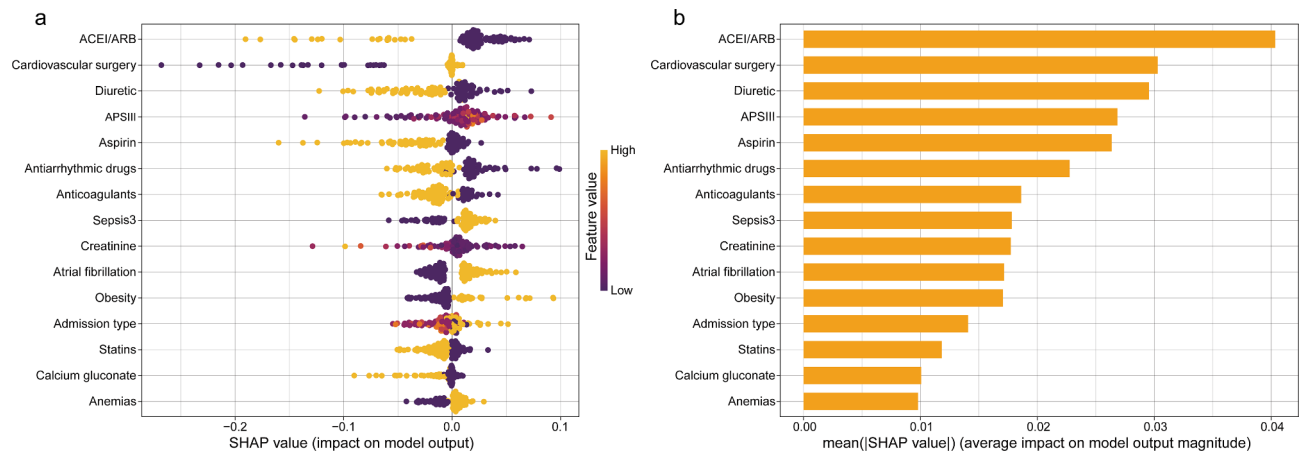 a
ACEI/ARB
Cardiovascular surgery
Diuretic
APSIII
Aspirin
Antiarrhythmic drugs
Anticoagulants
Sepsis3
Creatinine
Atrial fibrillation
Obesity
Admission type
Statins
Calcium gluconate
Anemias
−0.2
−0.1
0.0
0.1
SHAP value (impact on model output)
High
Feature value
Low
b
ACEI/ARB
Cardiovascular surgery
Diuretic
APSIII
Aspirin
Antiarrhythmic drugs
Anticoagulants
Sepsis3
Creatinine
Atrial fibrillation
Obesity
Admission type
Statins
Calcium gluconate
Anemias
0.00
0.01
0.02
0.03
0.04
mean(|SHAP value|) (average impact on model output magnitude)